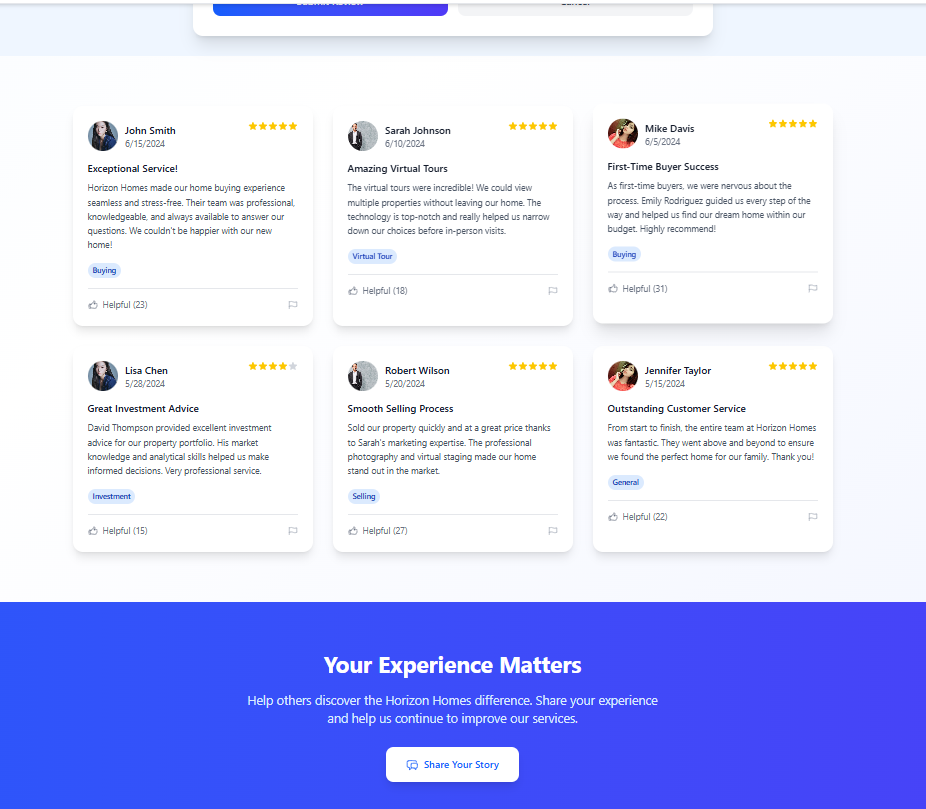 John Smith
6/15/2024
Exceptional Service!
Horizon Homes made our home buying experience
seamless and stress-free. Their team was professional,
knowledgeable, and always available to answer our
questions. We couldn't be happier with our new
home!
Buying
Helpful (23)
Sarah Johnson
6/10/2024
Amazing Virtual Tours
The virtual tours were incredible! We could view
multiple properties without leaving our home. The
technology is top-notch and really helped us narrow
down our choices before in-person visits.
Virtual Tour
Helpful (18)
Mike Davis
6/5/2024
First-Time Buyer Success
As first-time buyers, we were nervous about the
process. Emily Rodriguez guided us every step of the
way and helped us find our dream home within our
budget. Highly recommend!
Buying
Helpful (31)
Lisa Chen
5/28/2024
Great Investment Advice
David Thompson provided excellent investment
advice for our property portfolio. His market
knowledge and analytical skills helped us make
informed decisions. Very professional service.
Investment
Helpful (15)
Robert Wilson
5/20/2024
Smooth Selling Process
Sold our property quickly and at a great price thanks
to Sarah's marketing expertise. The professional
photography and virtual staging made our home
stand out in the market.
Selling
Helpful (27)
Jennifer Taylor
5/15/2024
Outstanding Customer Service
From start to finish, the entire team at Horizon Homes
was fantastic. They went above and beyond to ensure
we found the perfect home for our family. Thank you!
General
Helpful (22)
Your Experience Matters
Help others discover the Horizon Homes difference. Share your experience
and help us continue to improve our services.
Share Your Story